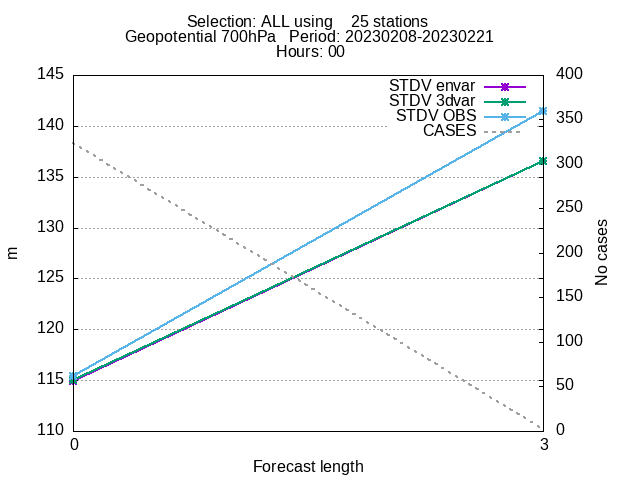 Selection: ALL using    25 stations
Geopotential 700hPa   Period: 20230208-20230221
Hours: 00
145
400
STDV envar
STDV 3dvar
STDV OBS
CASES
140
350
135
300
130
250
m
No cases
125
200
150
120
100
115
50
110
0
0
3
Forecast length